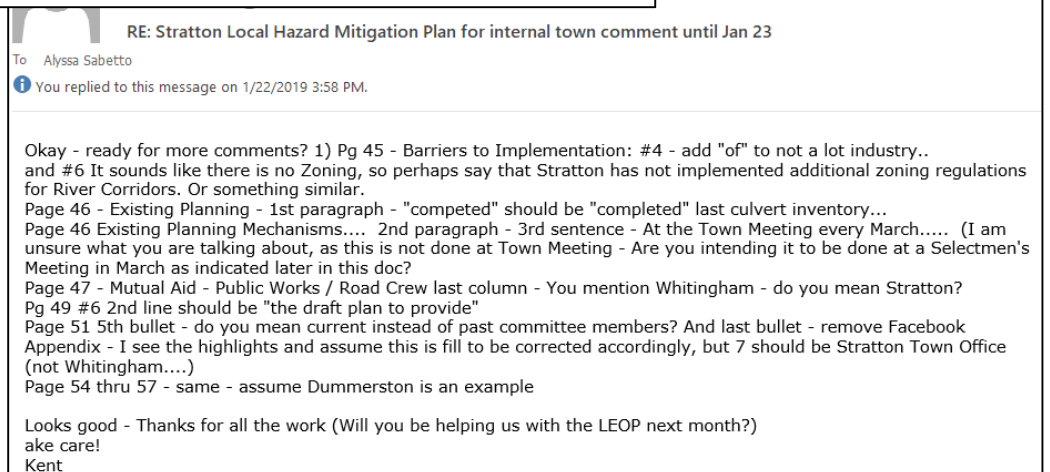 RE: Stratton Local Hazard Mitigation Plan for internal town comment until Jan 23
To Alyssa Sabetto
You replied to this message on 1/22/2019 3:58 PM.
Okay - ready for more comments? 1) Pg 45 - Barriers to Implementation: #4 - add "of" to not a lot industry..
and #6 It sounds like there is no Zoning, so perhaps say that Stratton has not implemented additional zoning regulations
for River Corridors. Or something similar.
Page 46 - Existing Planning - 1st paragraph - "competed" should be "completed" last culvert inventory...
Page 46 Existing Planning Mechanisms.... 2nd paragraph - 3rd sentence - At the Town Meeting every March..... (I am
unsure what you are talking about, as this is not done at Town Meeting - Are you intending it to be done at a Selectmen's
Meeting in March as indicated later in this doc?
Page 47 - Mutual Aid - Public Works / Road Crew last column - You mention Whitingham - do you mean Stratton?
Pg 49 #6 2nd line should be "the draft plan to provide"
Page 51 5th bullet - do you mean current instead of past committee members? And last bullet - remove Facebook
Appendix - I see the highlights and assume this is fill to be corrected accordingly, but 7 should be Stratton Town Office
(not Whitingham....)
Page 54 thru 57 - same - assume Dummerston is an example
Looks good - Thanks for all the work (Will you be helping us with the LEOP next month?)
ake care!
Kent